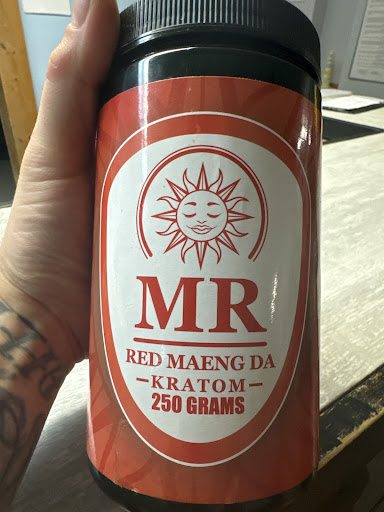 MR
RED MAENG DA
–KRATOM–
250 GRAMS